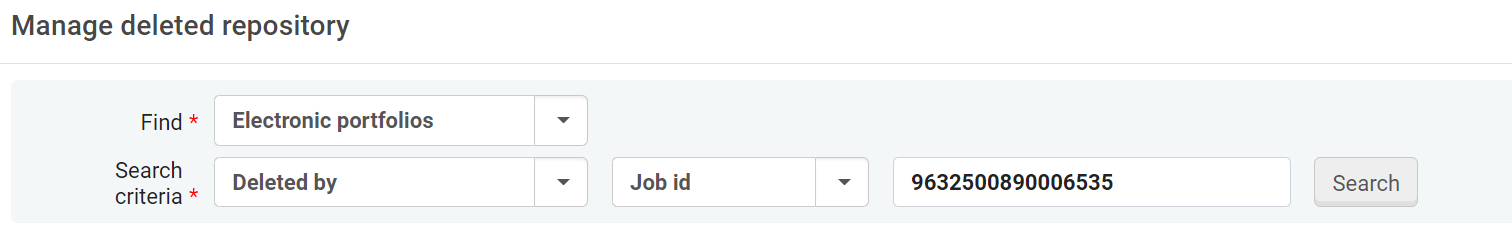 Manage deleted repository
Find * Electronic portfolios
Search
criteria * Deleted by Job id 9632500890006535 Search